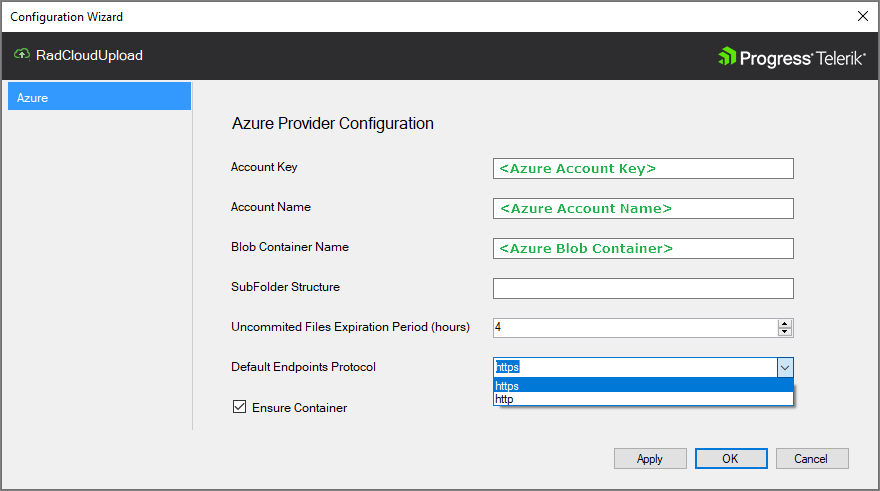 Configuration Wizard
RadCloudUpload
Progress® Telerik®
Azure
Azure Provider Configuration
Account Key
<Azure Account Key>
Account Name
<Azure Account Name>
Blob Container Name
<Azure Blob Container>
SubFolder Structure
Uncommited Files Expiration Period (hours)
4
Default Endpoints Protocol
https
https
http
Ensure Container
Apply
OK
Cancel